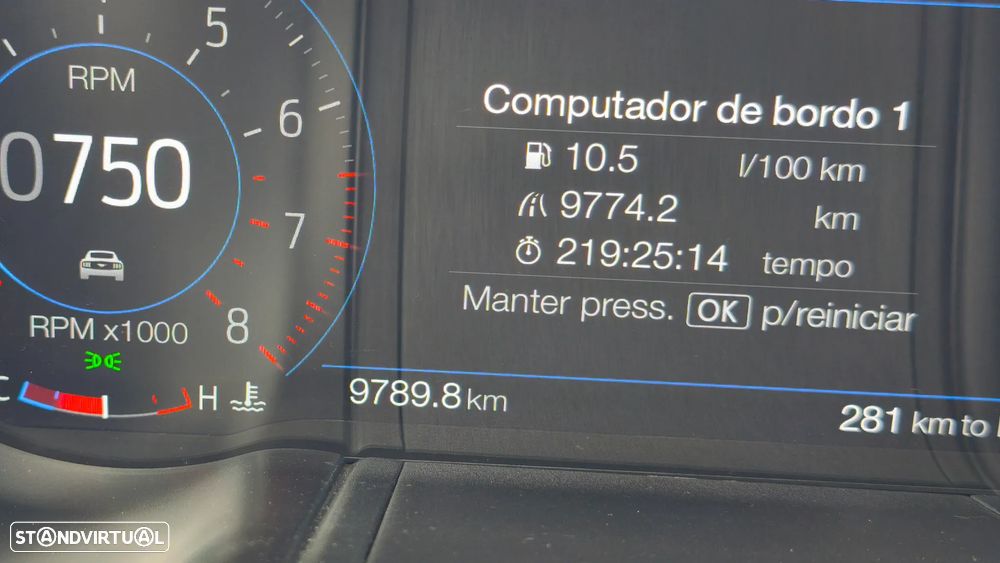 5
RPM
6
0750
7
RPM x1000
8
C
H
Computador de bordo 1
10.5 l/100 km
9774.2 km
219:25:14 tempo
Manter press. OK p/reiniciar
9789.8 km
281 km to
STANDVIRTUAL